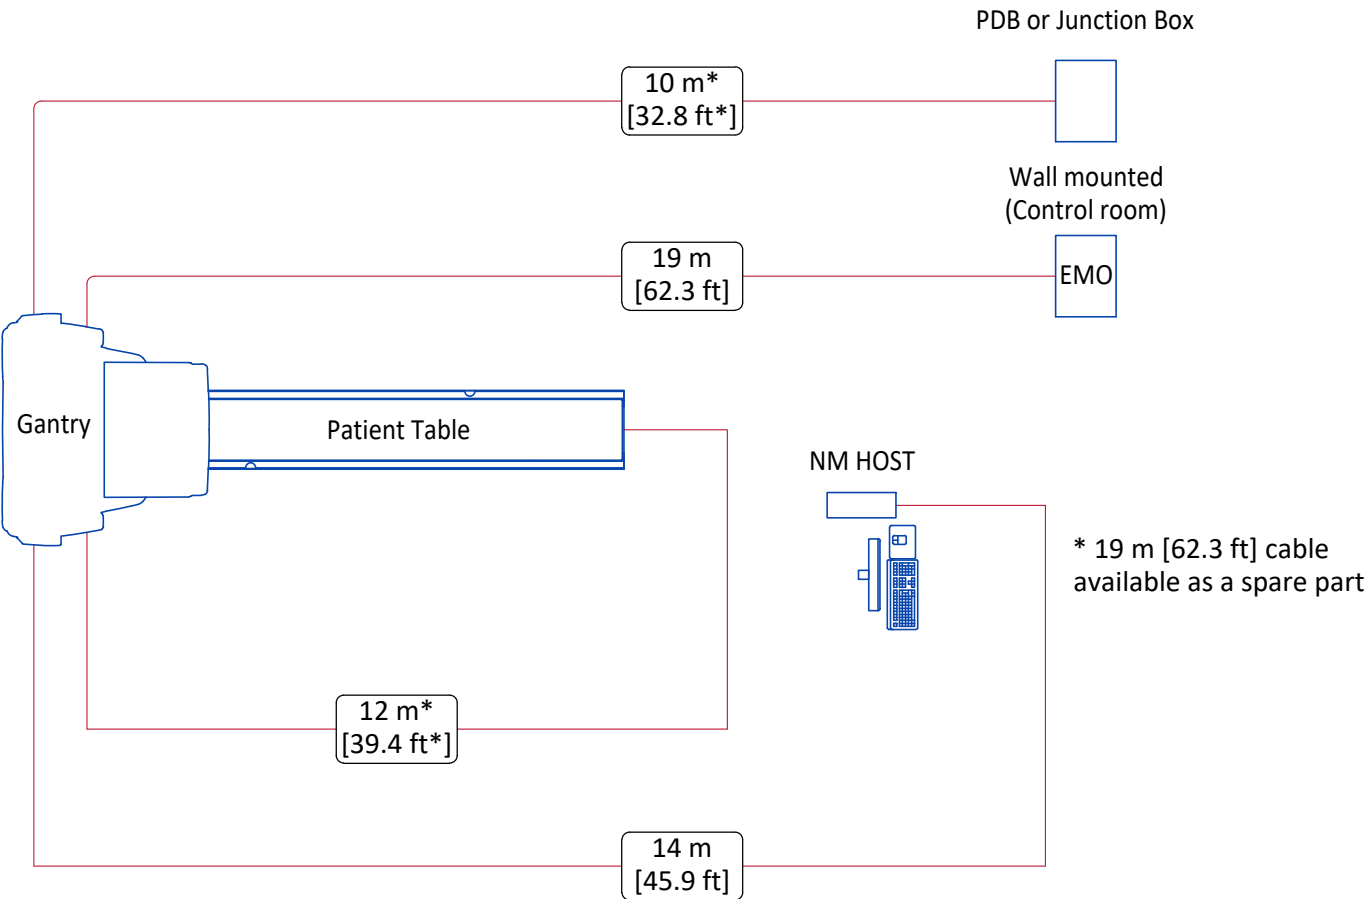 PDB or Junction Box
10 m*
[32.8 ft*]
Wall mounted
(Control room)
19 m
[62.3 ft]
EMO
Gantry
Patient Table
NM HOST
* 19 m [62.3 ft] cable
available as a spare part
12 m*
[39.4 ft*]
14 m
[45.9 ft]